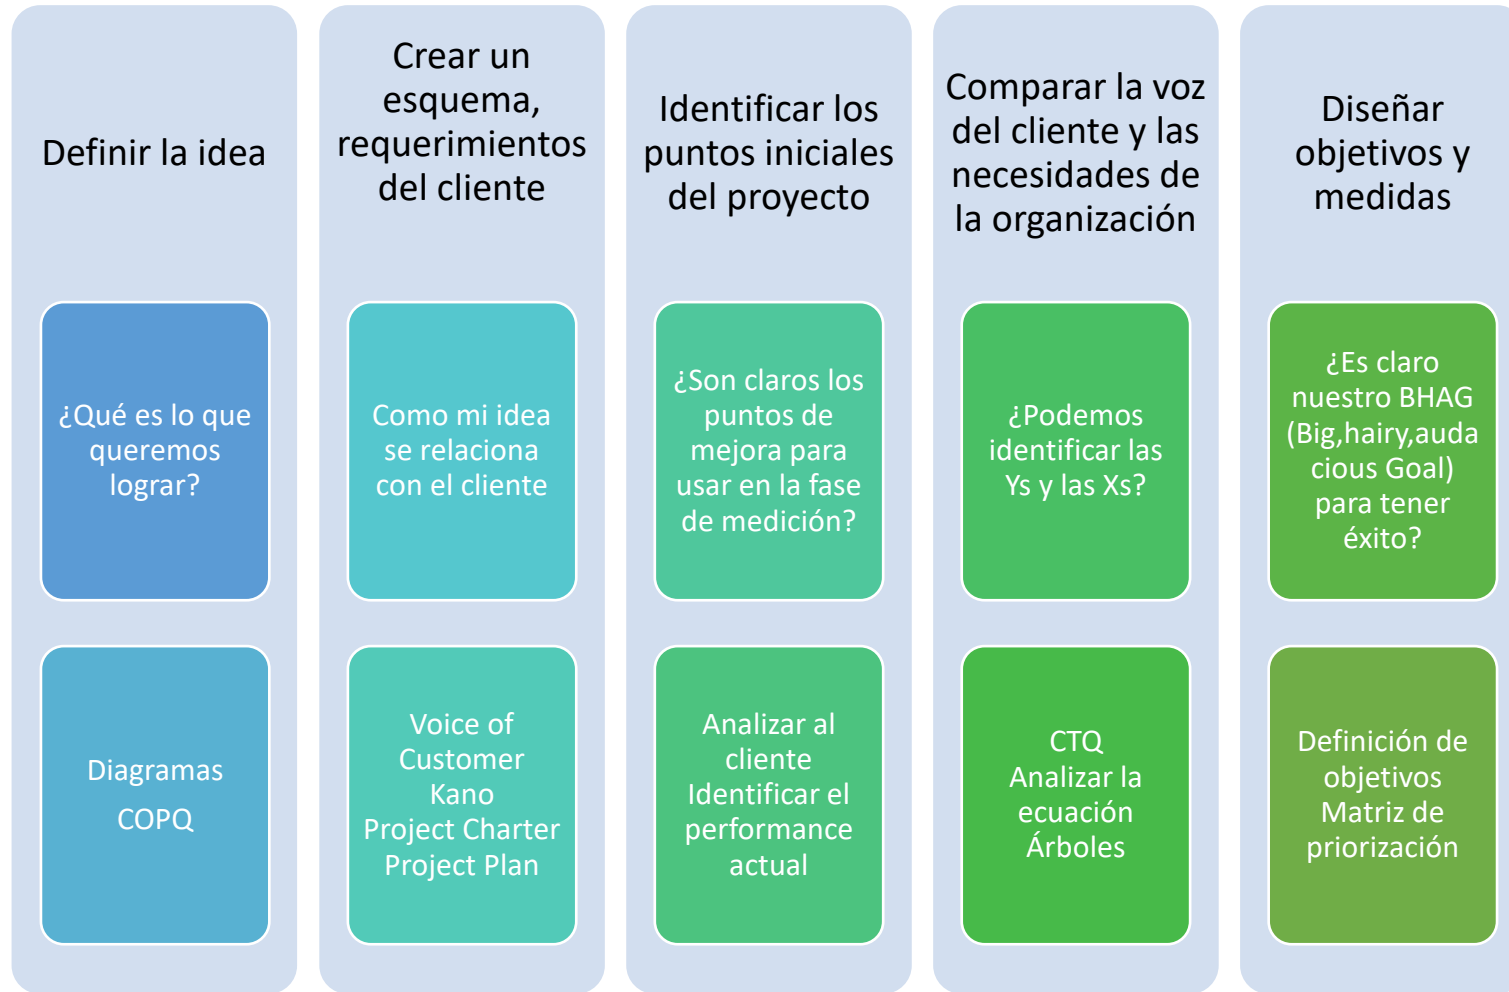 Definir la idea
¿Qué es lo que
queremos
lograr?
Diagramas
COPQ
Crear un
esquema,
requerimientos
del cliente
Como mi idea
se relaciona
con el cliente
Voice of
Customer
Kano
Project Charter
Project Plan
Identificar los
puntos iniciales
del proyecto
¿Son claros los
puntos de
mejora para
usar en la fase
de medición?
Analizar al
cliente
Identificar el
performance
actual
Comparar la voz
del cliente y las
necesidades de
la organización
¿Podemos
identificar las
Ys y las Xs?
CTQ
Analizar la
ecuación
Árboles
Diseñar
objetivos y
medidas
¿Es claro
nuestro BHAG
(Big,hairy,auda
cious Goal)
para tener
éxito?
Definición de
objetivos
Matriz de
priorización